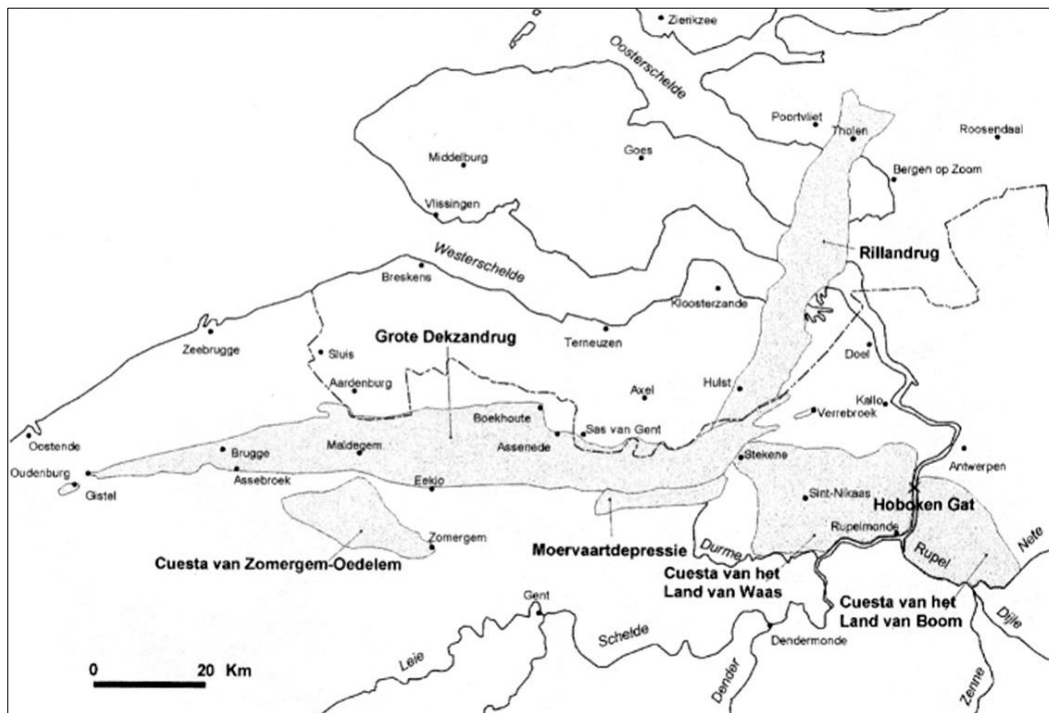 Zierikzee
Oosterschelde
Poortvliet
Tholen
Roosendaal
Middelburg
Goes
Bergen op Zoom
Vlissingen
Rillandrug
Westerschelde
Breskens
Kloosterzande
Zeebrugge
Grote Dekzandrug
Terneuzen
Sluis
Doel
Aardenburg
Axel
Hulst
Kallo
Boekhoute
Verrebroek
Oostende
Assenede
Sas van Gent
Brugge
Maldegem
Stekene
Antwerpen
Oudenburg
Gistel
Assebroek
Eeklo
Sint-Niklaas
Hoboken Gat
Rupelmonde
Zomergem
Moervaartdepressie
Durme
Rupel
Nete
Cuesta van Zomergem-Oedelem
Cuesta van het
Land van Waas
Cuesta van het
Land van Boom
Gent
Schelde
Dijle
Dendermonde
Leie
Dender
Zenne
0 20 Km